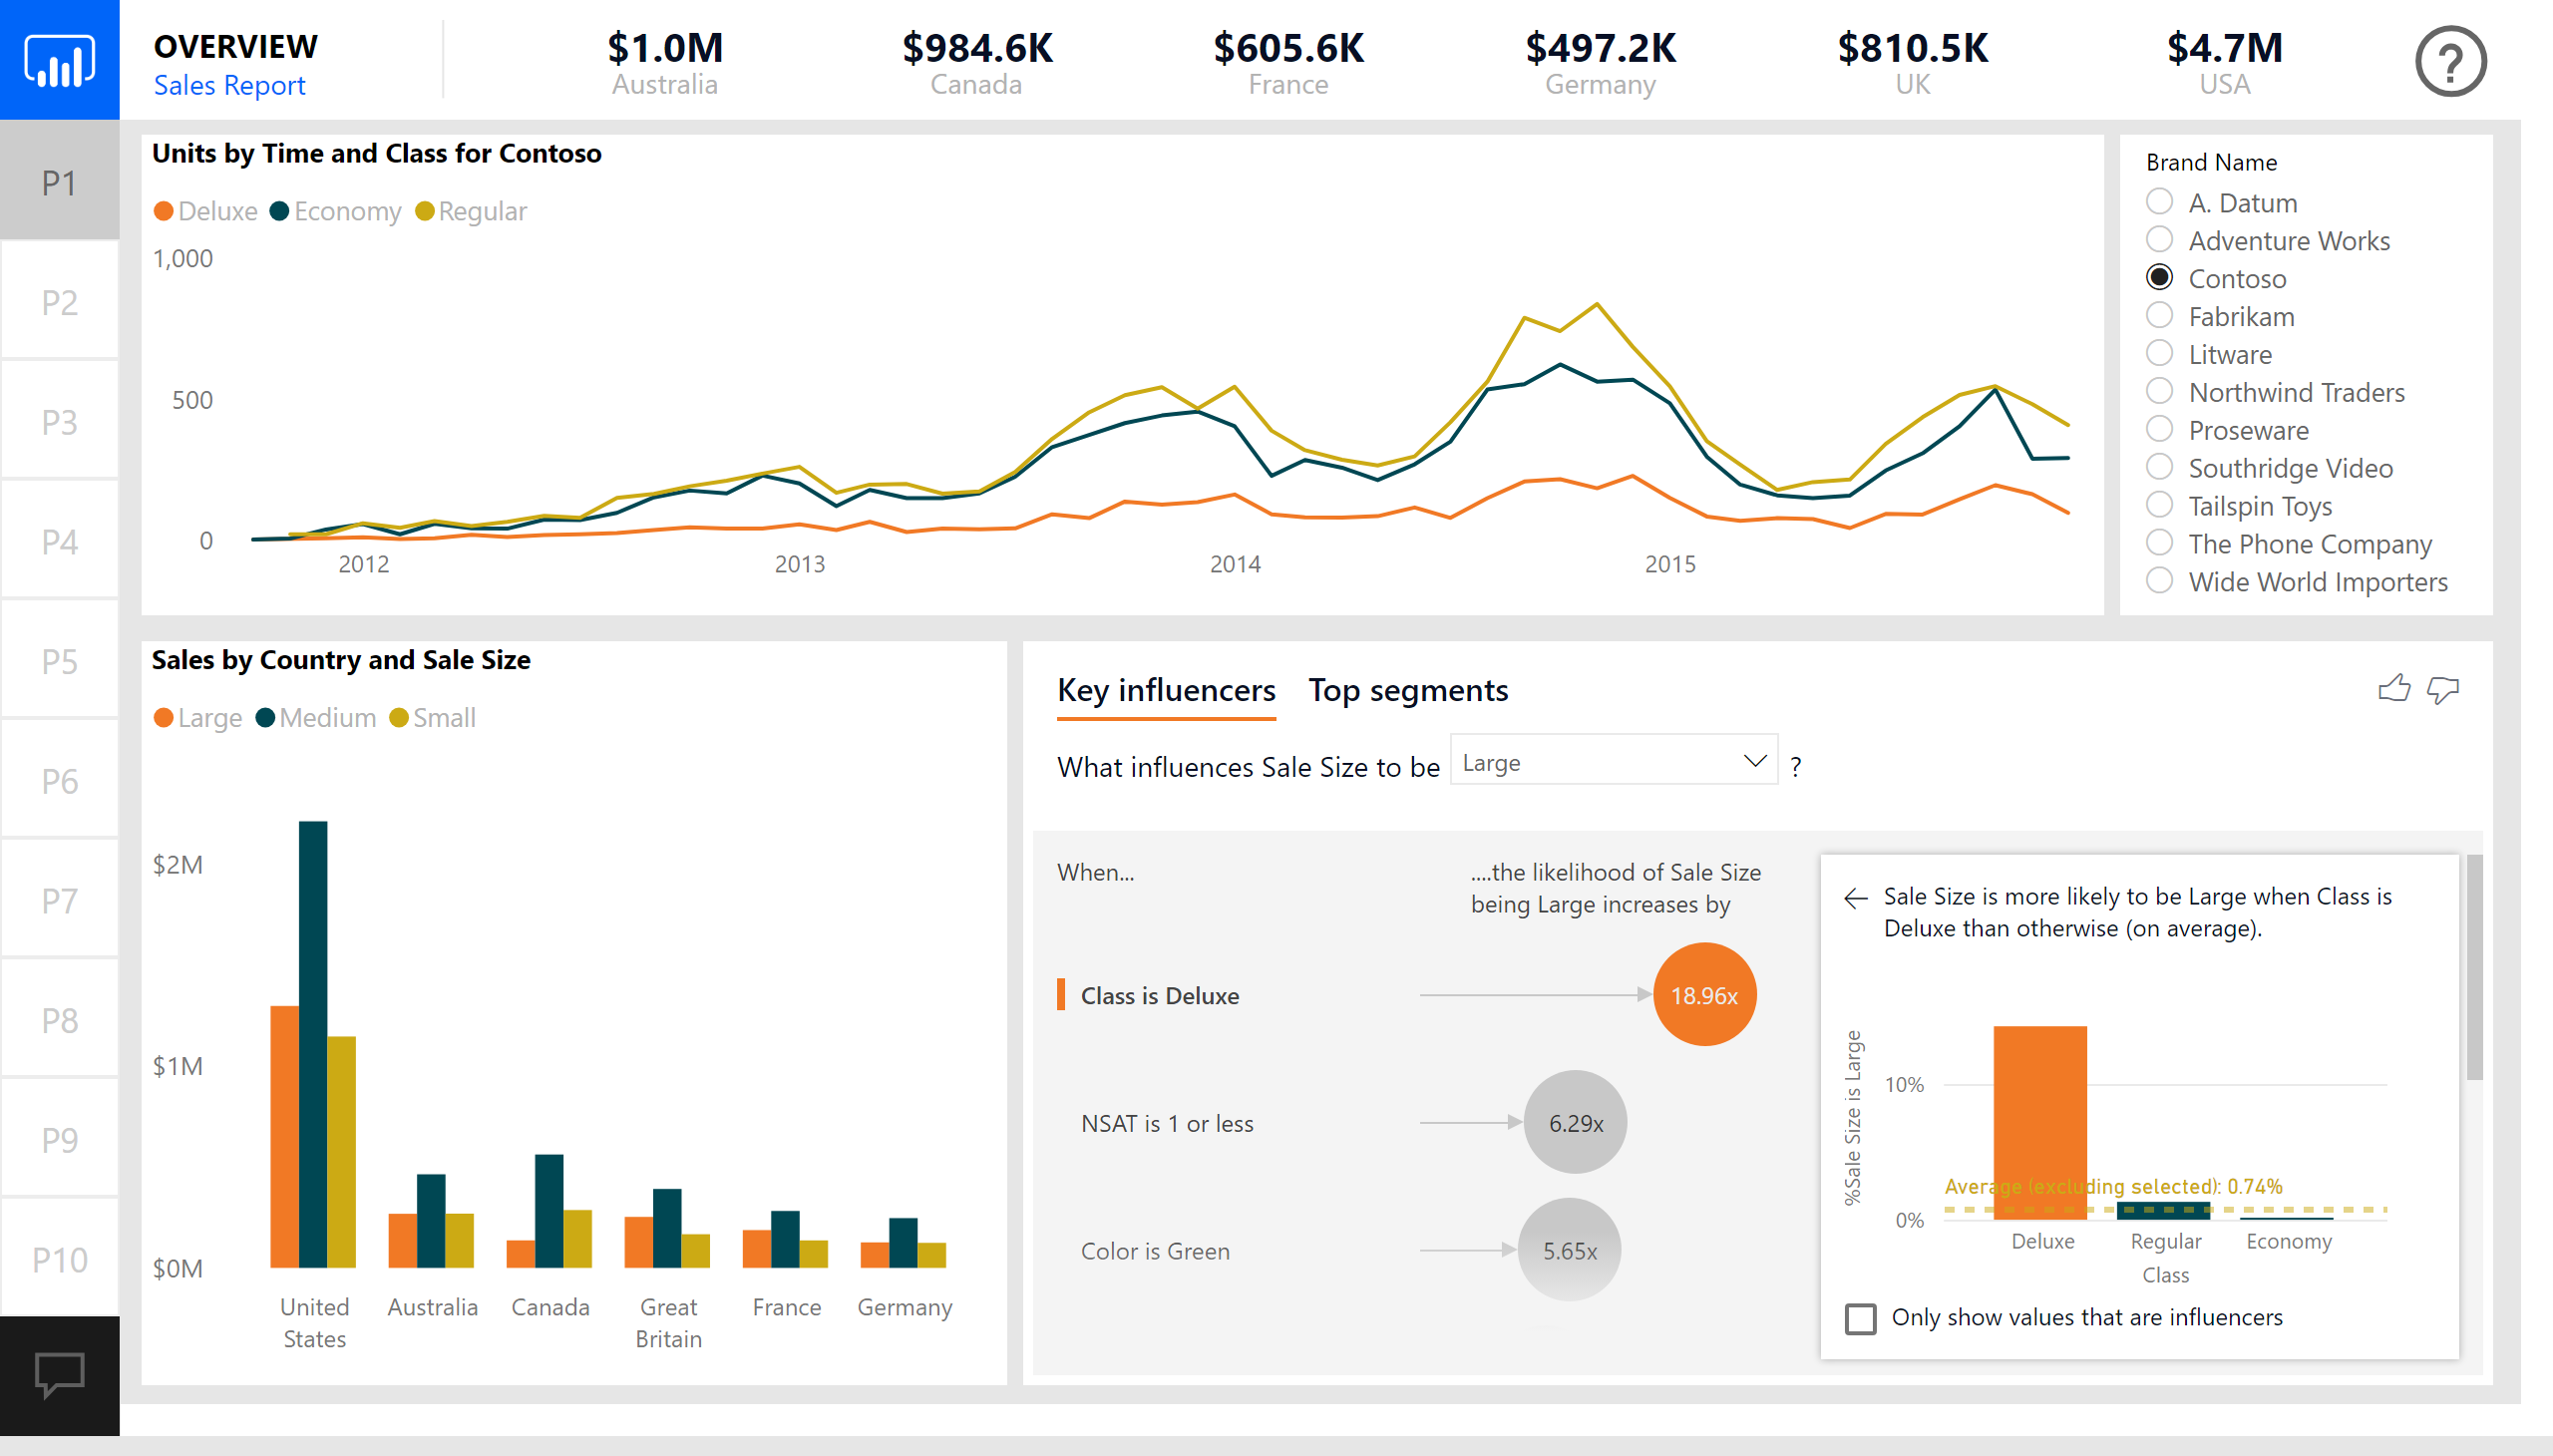 OVERVIEW
Sales Report
$1.0M
Australia
$984.6K
Canada
$605.6K
France
$497.2K
Germany
$810.5K
UK
$4.7M
USA
?
P1
P2
P3
P4
P5
P6
P7
P8
P9
P10
Units by Time and Class for Contoso
Deluxe Economy Regular
1,000
500
0
2012 2013 2014 2015
Brand Name
A. Datum
Adventure Works
Contoso
Fabrikam
Litware
Northwind Traders
Proseware
Southridge Video
Tailspin Toys
The Phone Company
Wide World Importers
Sales by Country and Sale Size
Large Medium Small
$2M
$1M
$0M
United
States
Australia
Canada
Great
Britain
France
Germany
Key influencers Top segments
What influences Sale Size to be Large ?
When...
....the likelihood of Sale Size
being Large increases by
Class is Deluxe 18.96x
NSAT is 1 or less 6.29x
Color is Green 5.65x
Sale Size is more likely to be Large when Class is
Deluxe than otherwise (on average).
%Sale Size is Large
10%
Average (excluding selected): 0.74%
0%
Deluxe Regular Economy
Class
Only show values that are influencers